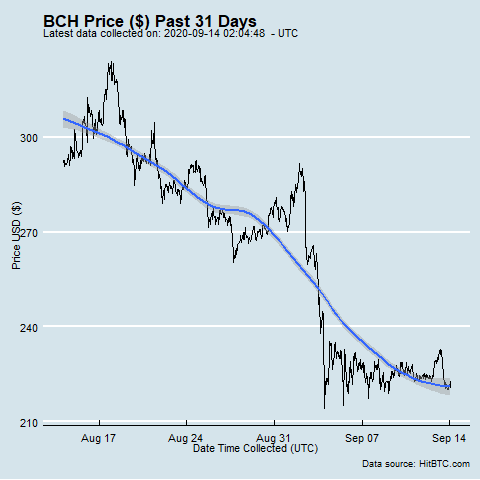 BCH Price ($) Past 31 Days
Latest data collected on: 2020-09-14 02:04:48 - UTC
300
270
240
210
Price USD ($)
Aug 17 Aug 24 Aug 31 Sep 07 Sep 14
Date Time Collected (UTC)
Data source: HitBTC.com